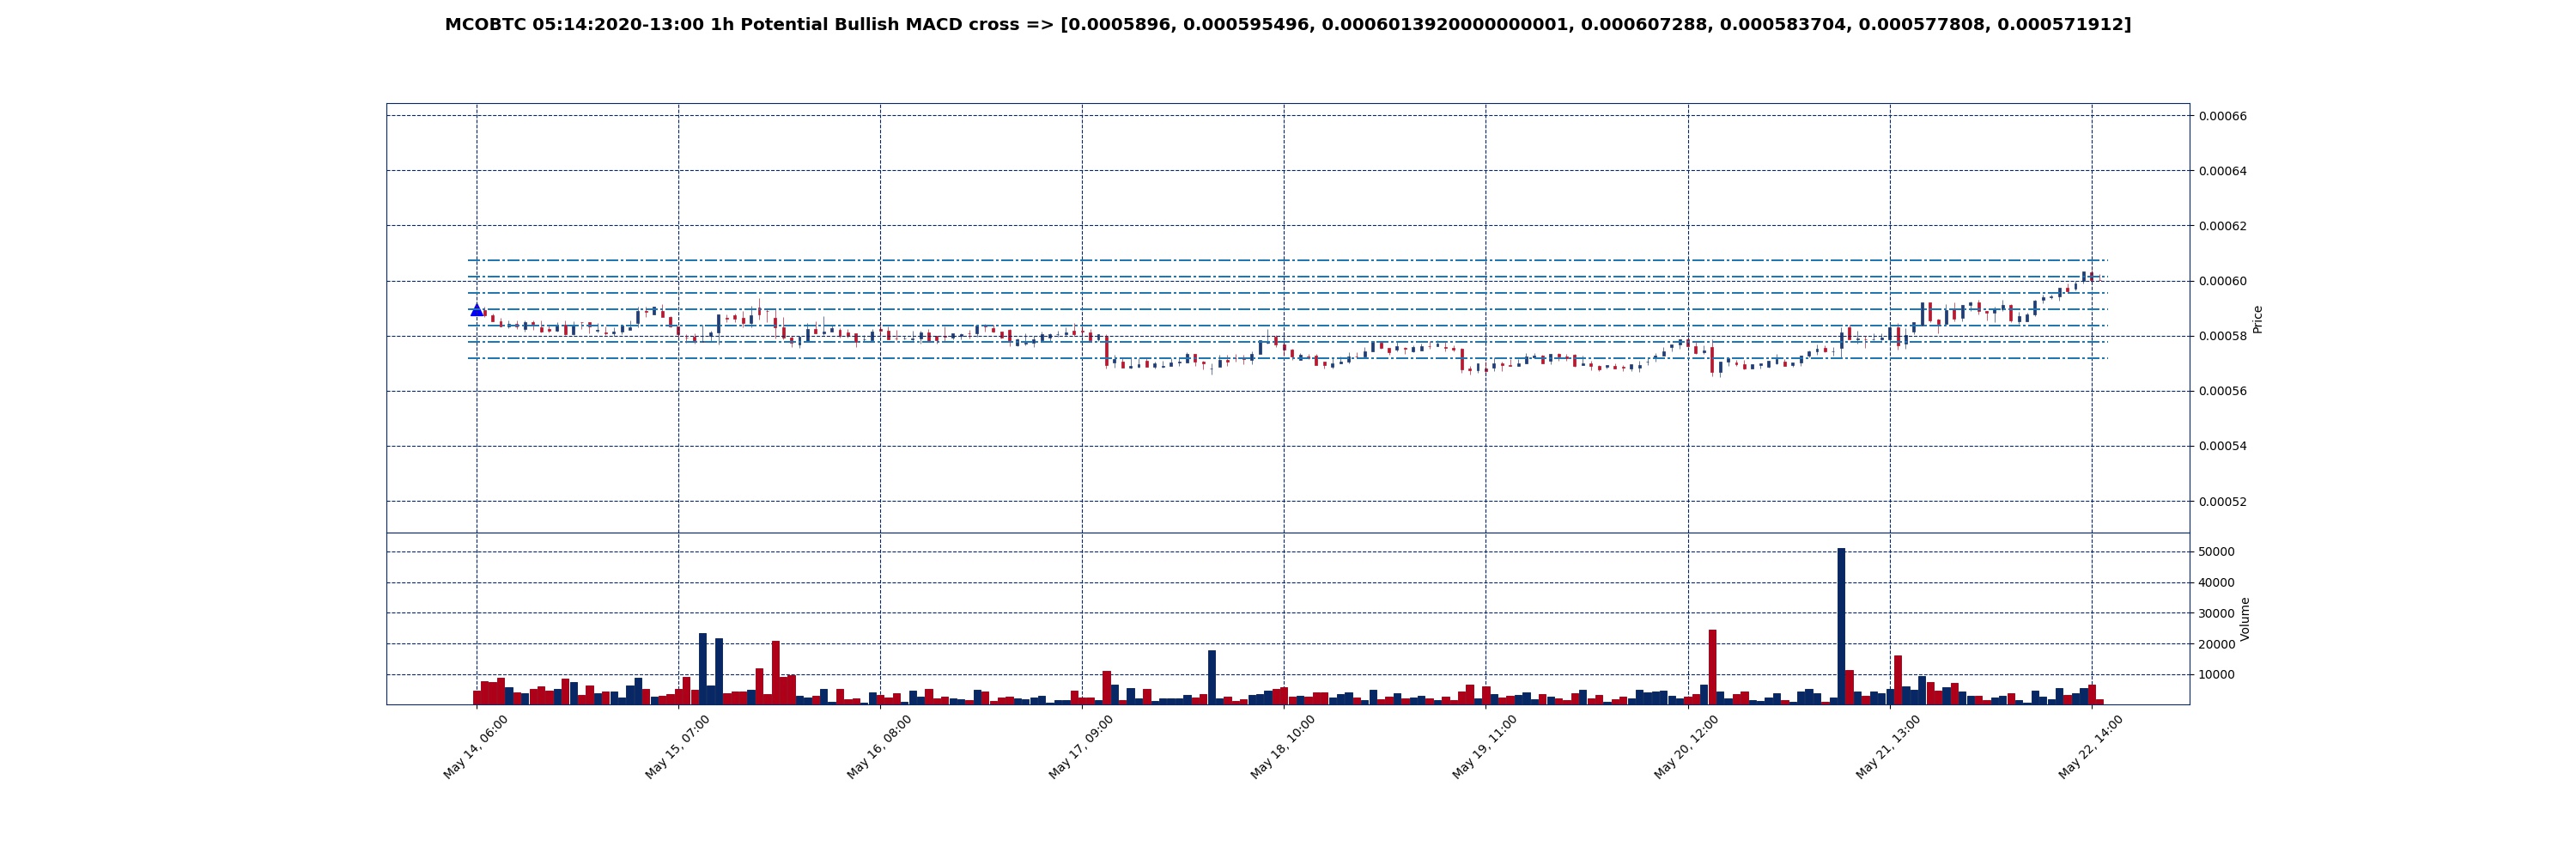 MCOBTC 05:14:2020-13:00 1h Potential Bullish MACD cross => [0.0005896, 0.000595496, 0.0006013920000000001, 0.000607288, 0.000583704, 0.000577808, 0.000571912]
0.00066
0.00064
0.00062
0.00060
0.00058
0.00056
0.00054
0.00052
Price
50000
40000
30000
20000
10000
Volume
May 14, 06:00
May 15, 07:00
May 16, 08:00
May 17, 09:00
May 18, 10:00
May 19, 11:00
May 20, 12:00
May 21, 13:00
May 22, 14:00